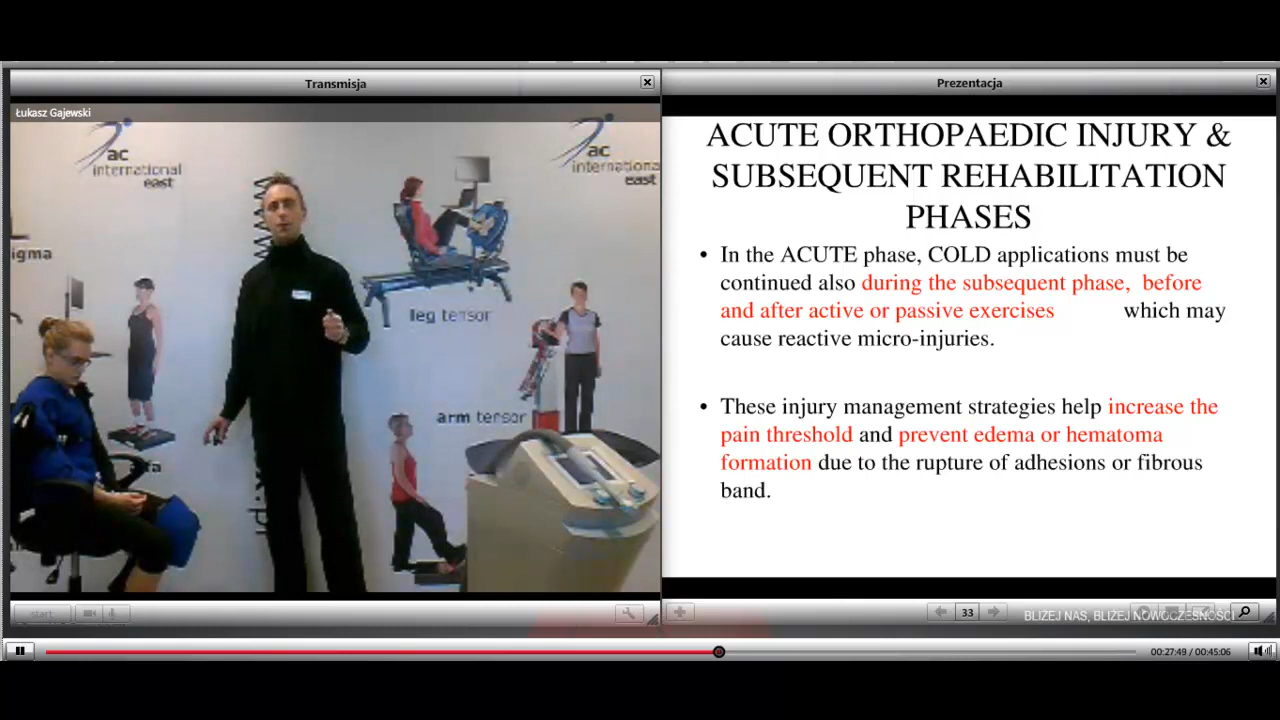 Transmisja
Łukasz Gajewski
ac
international
east
ac
international
east
igma
leg tensor
arm tensor
start
Prezentacja
ACUTE ORTHOPAEDIC INJURY &
SUBSEQUENT REHABILITATION
PHASES
• In the ACUTE phase, COLD applications must be
continued also during the subsequent phase, before
and after active or passive exercises which may
cause reactive micro-injuries.
• These injury management strategies help increase the
pain threshold and prevent edema or hematoma
formation due to the rupture of adhesions or fibrous
band.
33
BLIŻEJ NAS, BLIŻEJ NOWOCZESNOŚCI
00:27:49 / 00:45:06